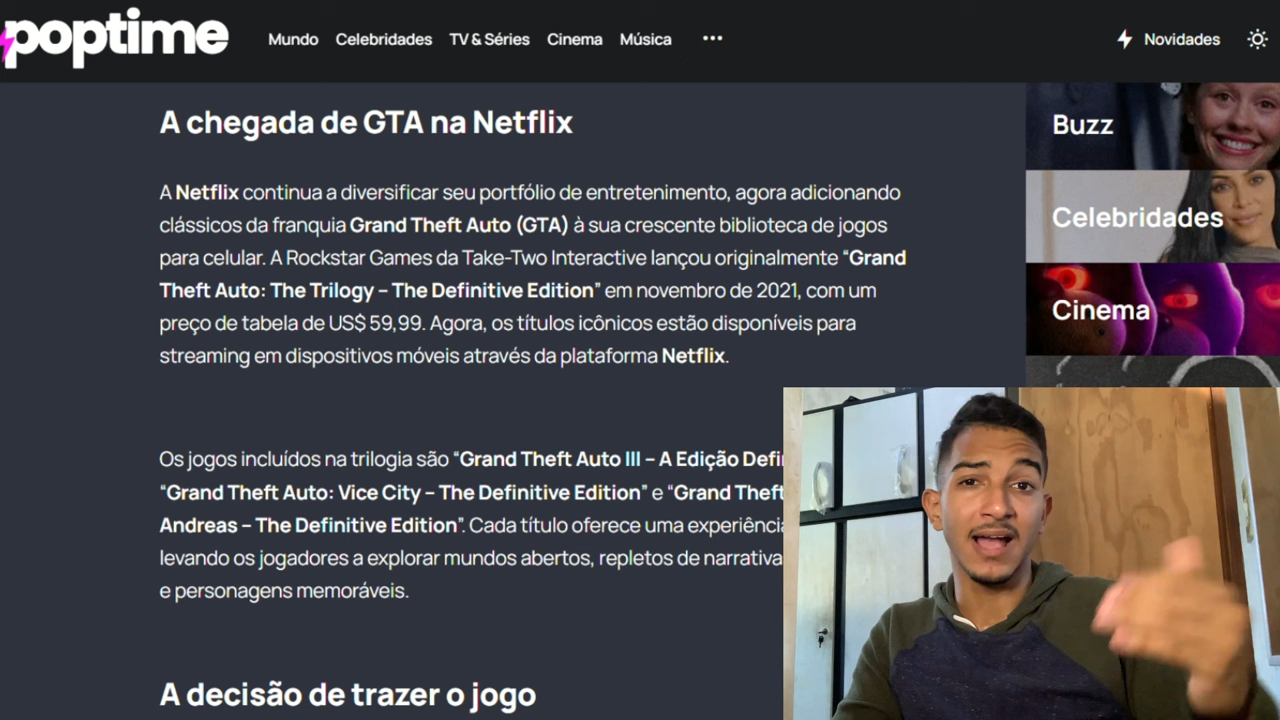 poptime
Mundo Celebridades TV & Séries Cinema Música ••• Novidades
A chegada de GTA na Netflix
A Netflix continua a diversificar seu portfólio de entretenimento, agora adicionando
clássicos da franquia Grand Theft Auto (GTA) à sua crescente biblioteca de jogos
para celular. A Rockstar Games da Take-Two Interactive lançou originalmente “Grand
Theft Auto: The Trilogy – The Definitive Edition” em novembro de 2021, com um
preço de tabela de US$ 59,99. Agora, os títulos icônicos estão disponíveis para
streaming em dispositivos móveis através da plataforma Netflix.
Os jogos incluídos na trilogia são “Grand Theft Auto III – A Edição Defi
“Grand Theft Auto: Vice City – The Definitive Edition” e “Grand Theft
Andreas – The Definitive Edition”. Cada título oferece uma experiência
levando os jogadores a explorar mundos abertos, repletos de narrativa
e personagens memoráveis.
A decisão de trazer o jogo
Buzz
Celebridades
Cinema